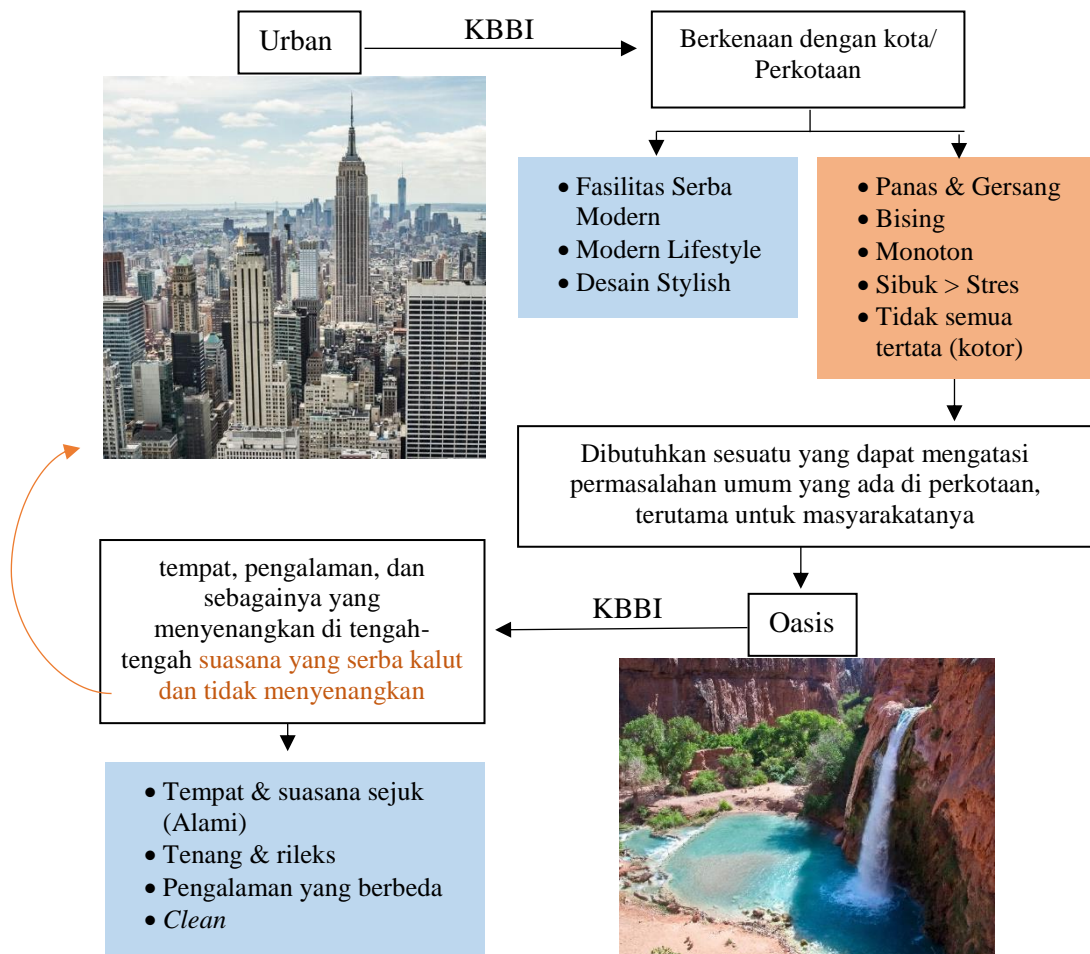 Urban
KBBI
Berkenaan dengan kota/
Perkotaan
• Fasilitas Serba
Modern
• Modern Lifestyle
• Desain Stylish
• Panas & Gersang
• Bising
• Monoton
• Sibuk > Stres
• Tidak semua
tertata (kotor)
Dibutuhkan sesuatu yang dapat mengatasi
permasalahan umum yang ada di perkotaan,
terutama untuk masyarakatanya
Oasis
KBBI
tempat, pengalaman, dan
sebagainya yang
menyenangkan di tengah-
tengah suasana yang serba kalut
dan tidak menyenangkan
• Tempat & suasana sejuk
(Alami)
• Tenang & rileks
• Pengalaman yang berbeda
• Clean